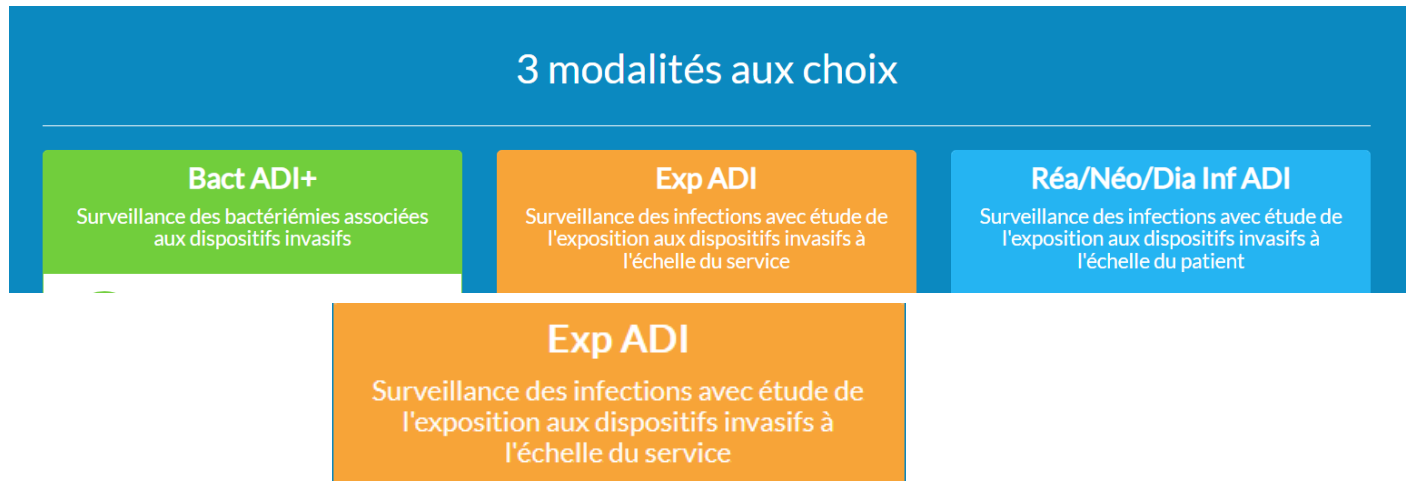 3 modalités aux choix
Bact ADI+
Surveillance des bactériémies associées
aux dispositifs invasifs
Exp ADI
Surveillance des infections avec étude de
l'exposition aux dispositifs invasifs à
l'échelle du service
Réa/Néo/Dia Inf ADI
Surveillance des infections avec étude de
l'exposition aux dispositifs invasifs à
l'échelle du patient
Exp ADI
Surveillance des infections avec étude de
l'exposition aux dispositifs invasifs à
l'échelle du service